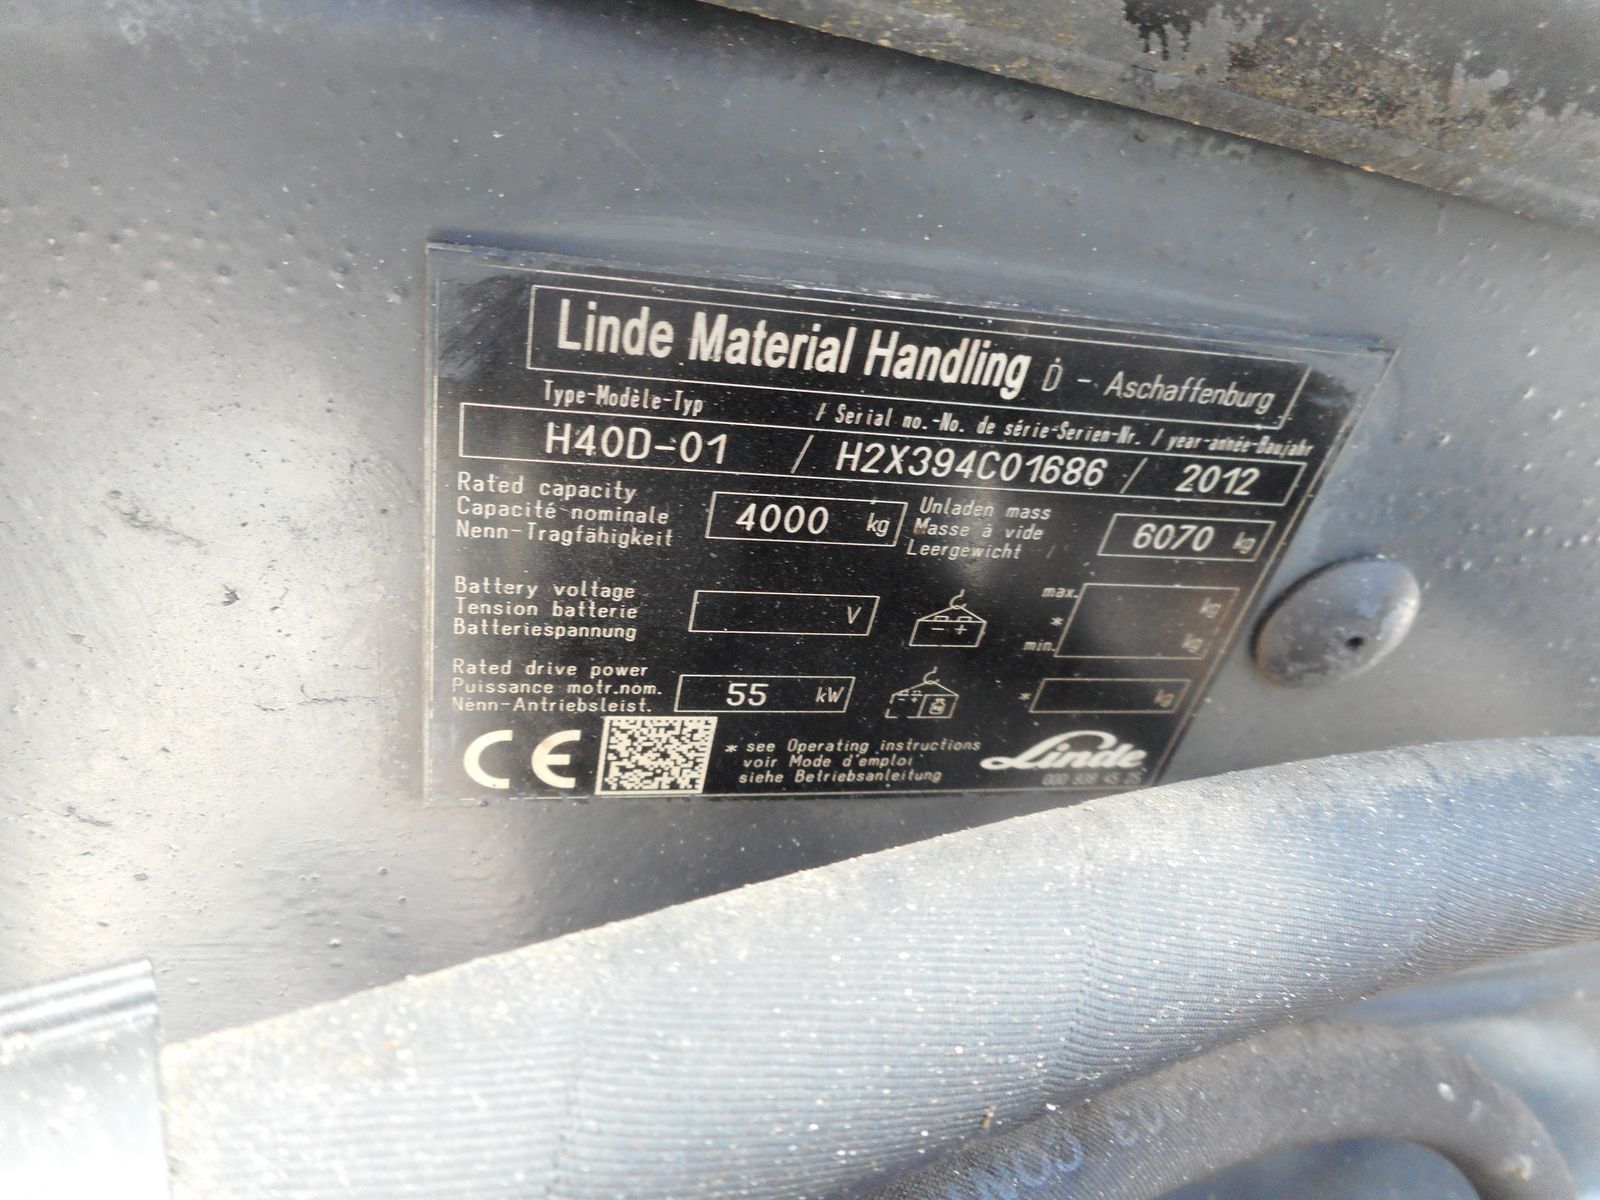 Linde Material Handling D - Aschaffenburg
Type-Modèle-Typ / Serial no.-No. de série-Serien-Nr. / year-année-Baujahr
H40D-01 / H2X394C01686 / 2012
Rated capacity
Capacité nominale
Nenn-Tragfähigkeit
4000 kg
Unladen mass
Masse à vide
Leergewicht
6070 kg
Battery voltage
Tension batterie
Batteriespannung
V
- +
max. kg
*
min. kg
Rated drive power
Puissance motr.nom.
Nenn-Antriebsleist.
55 kW
* kg
CE
* see Operating instructions
voir Mode d'emploi
siehe Betriebsanleitung
Linde